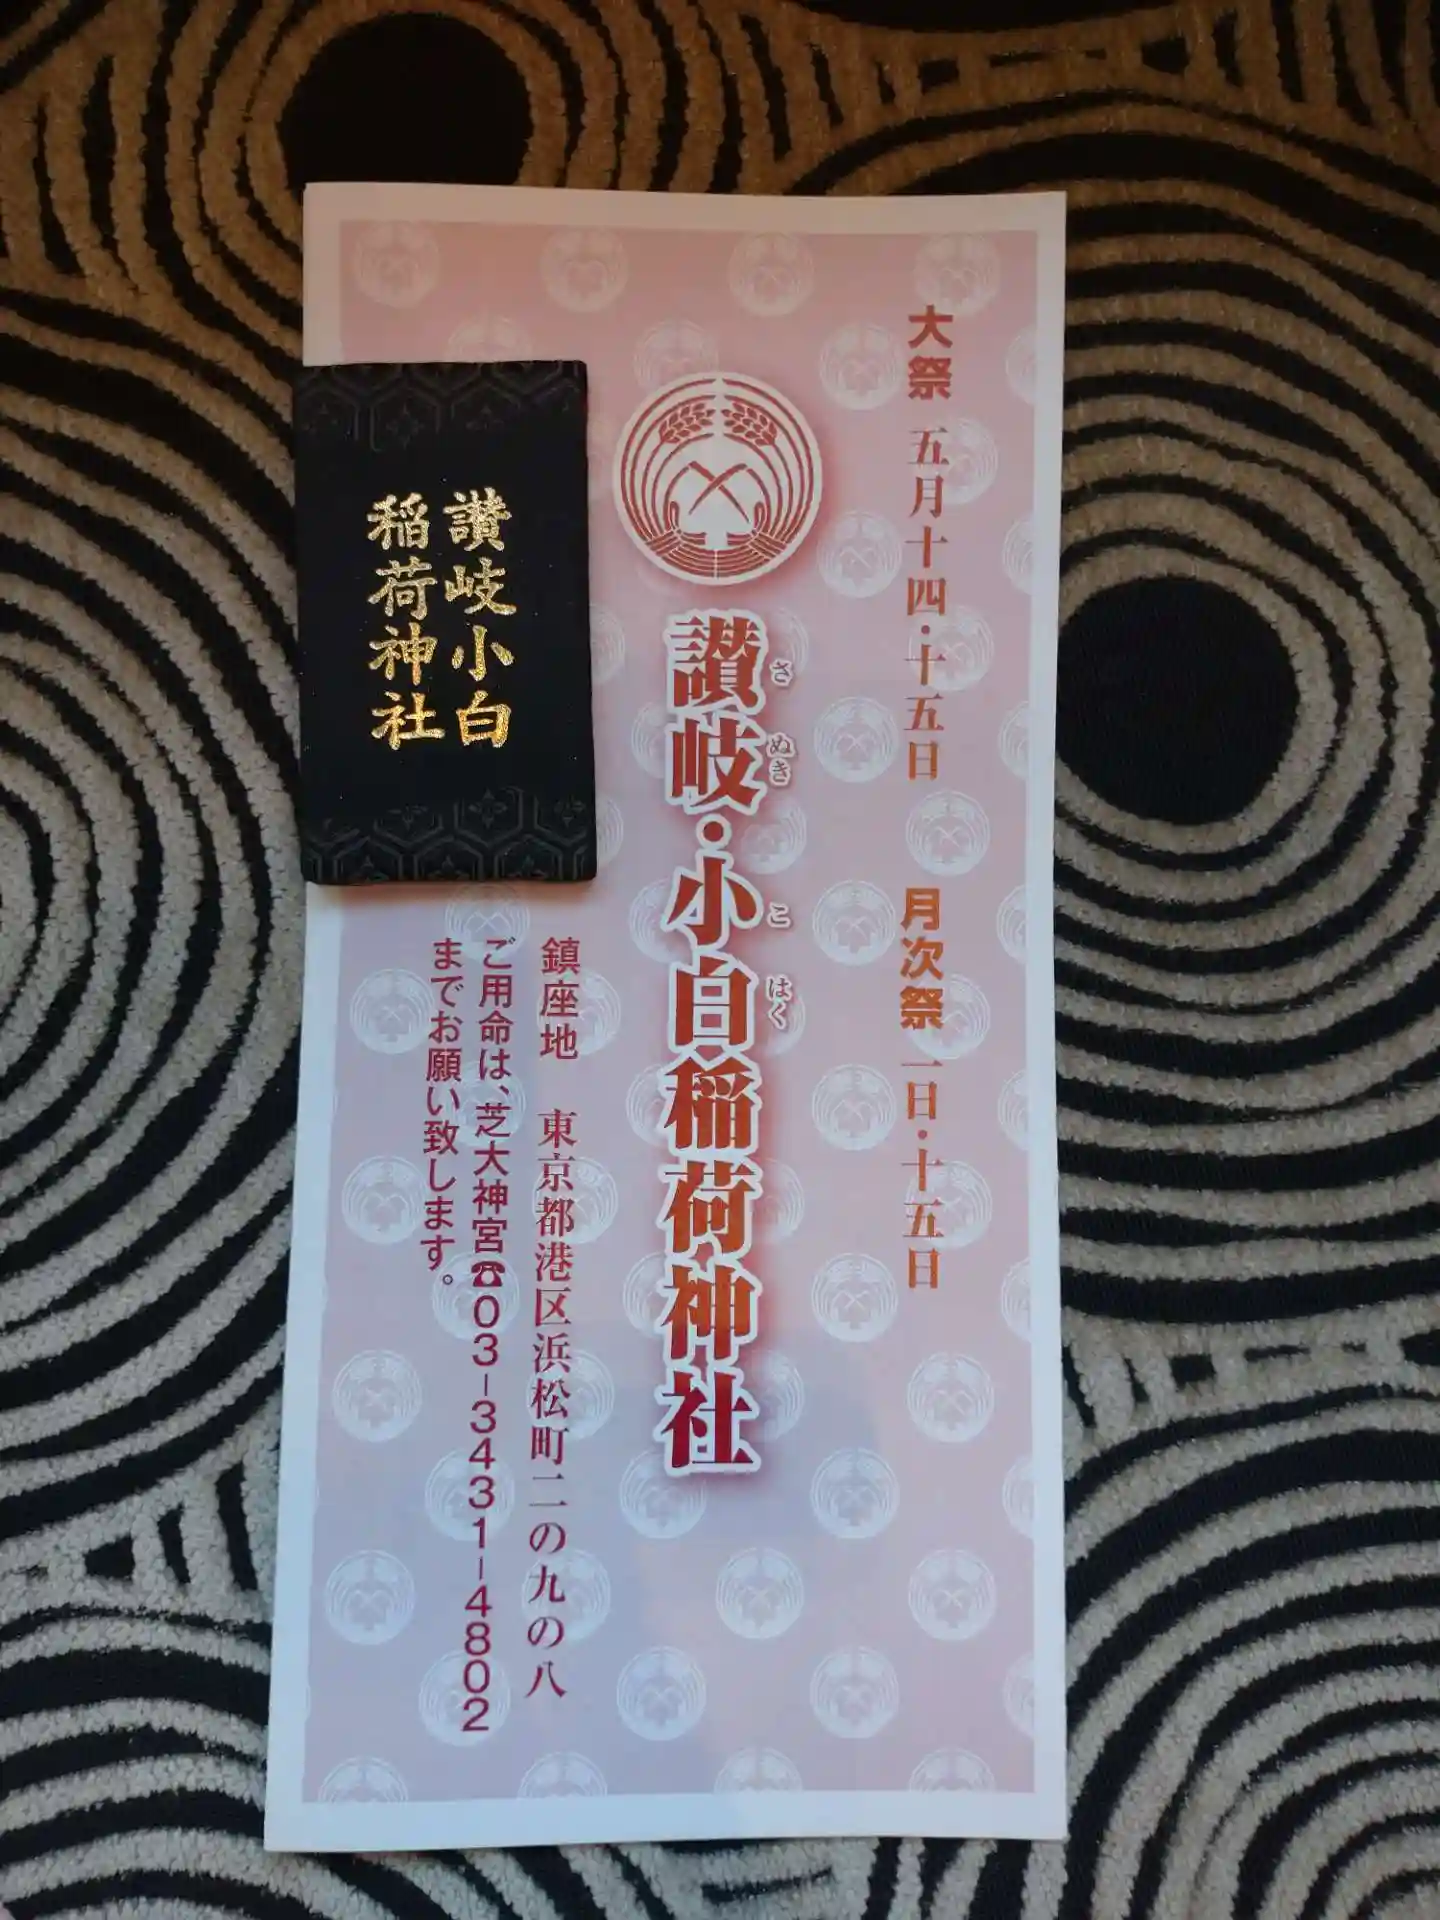 大祭 五月十四・十五日 月次祭 一日・十五日
讃岐・小白稲荷神社
さ ぬき こ はく
鎮座地 東京都港区浜松町二の九の八
ご用命は、芝大神宮☎03-3431-4802
までお願い致します。
讃岐小白
稲荷神社